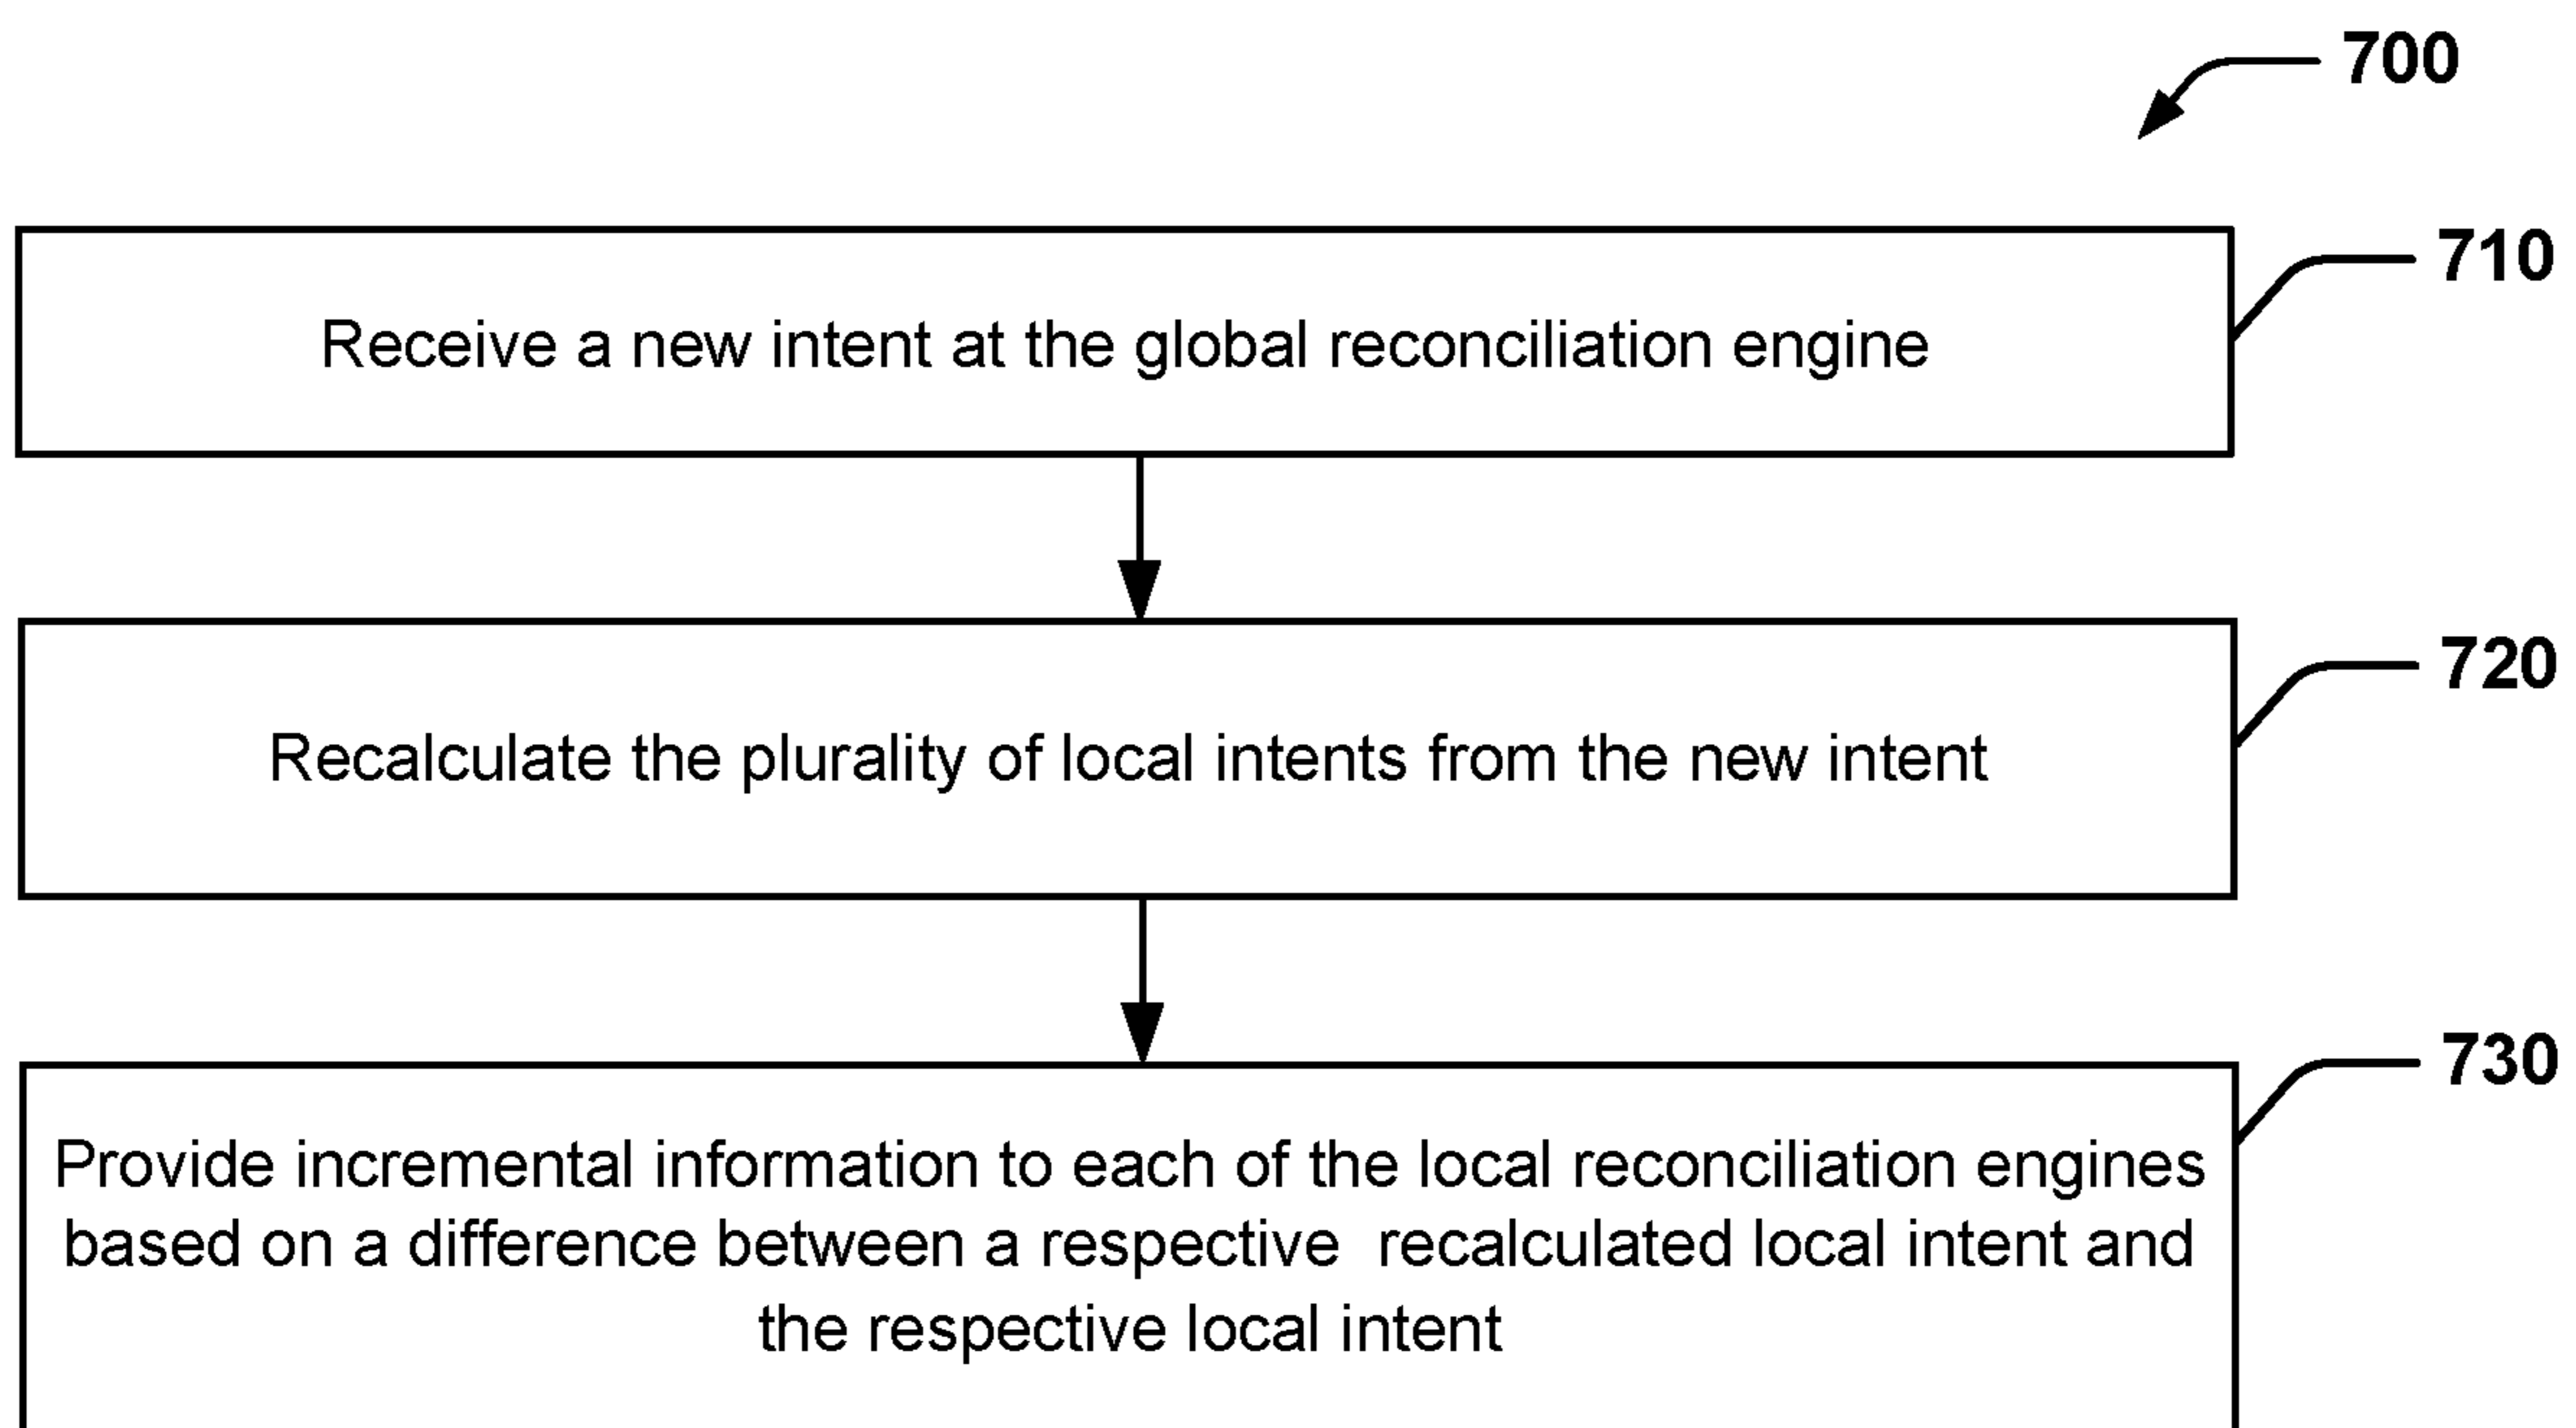 700
710
Receive a new intent at the global reconciliation engine
720
Recalculate the plurality of local intents from the new intent
730
Provide incremental information to each of the local reconciliation engines
based on a difference between a respective  recalculated local intent and
the respective local intent